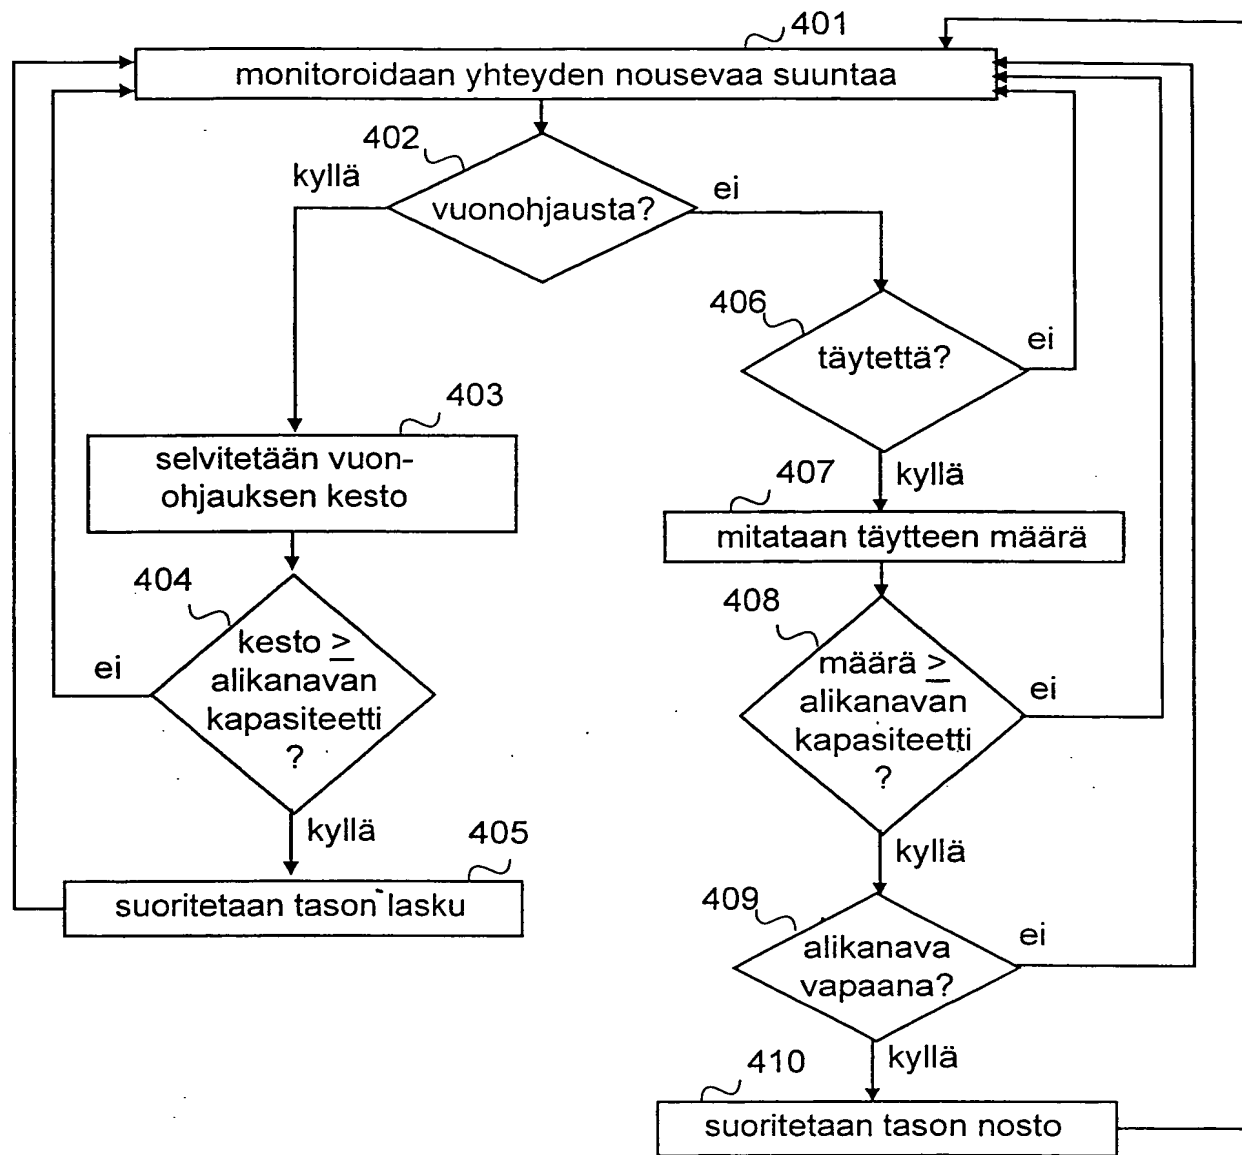 401
monitoroidaan yhteyden nousevaa suuntaa
402
kyllä
vuonohjausta?
ei
406
täytettä?
ei
403
selvitetään vuon-
ohjauksen kesto
kyllä
407
mitataan täytteen määrä
404
kesto ≥
alikanavan
kapasiteetti
?
ei
408
määrä ≥
alikanavan
kapasiteetti
?
ei
kyllä
405
suoritetaan tason lasku
kyllä
409
alikanava
vapaana?
ei
kyllä
410
suoritetaan tason nosto